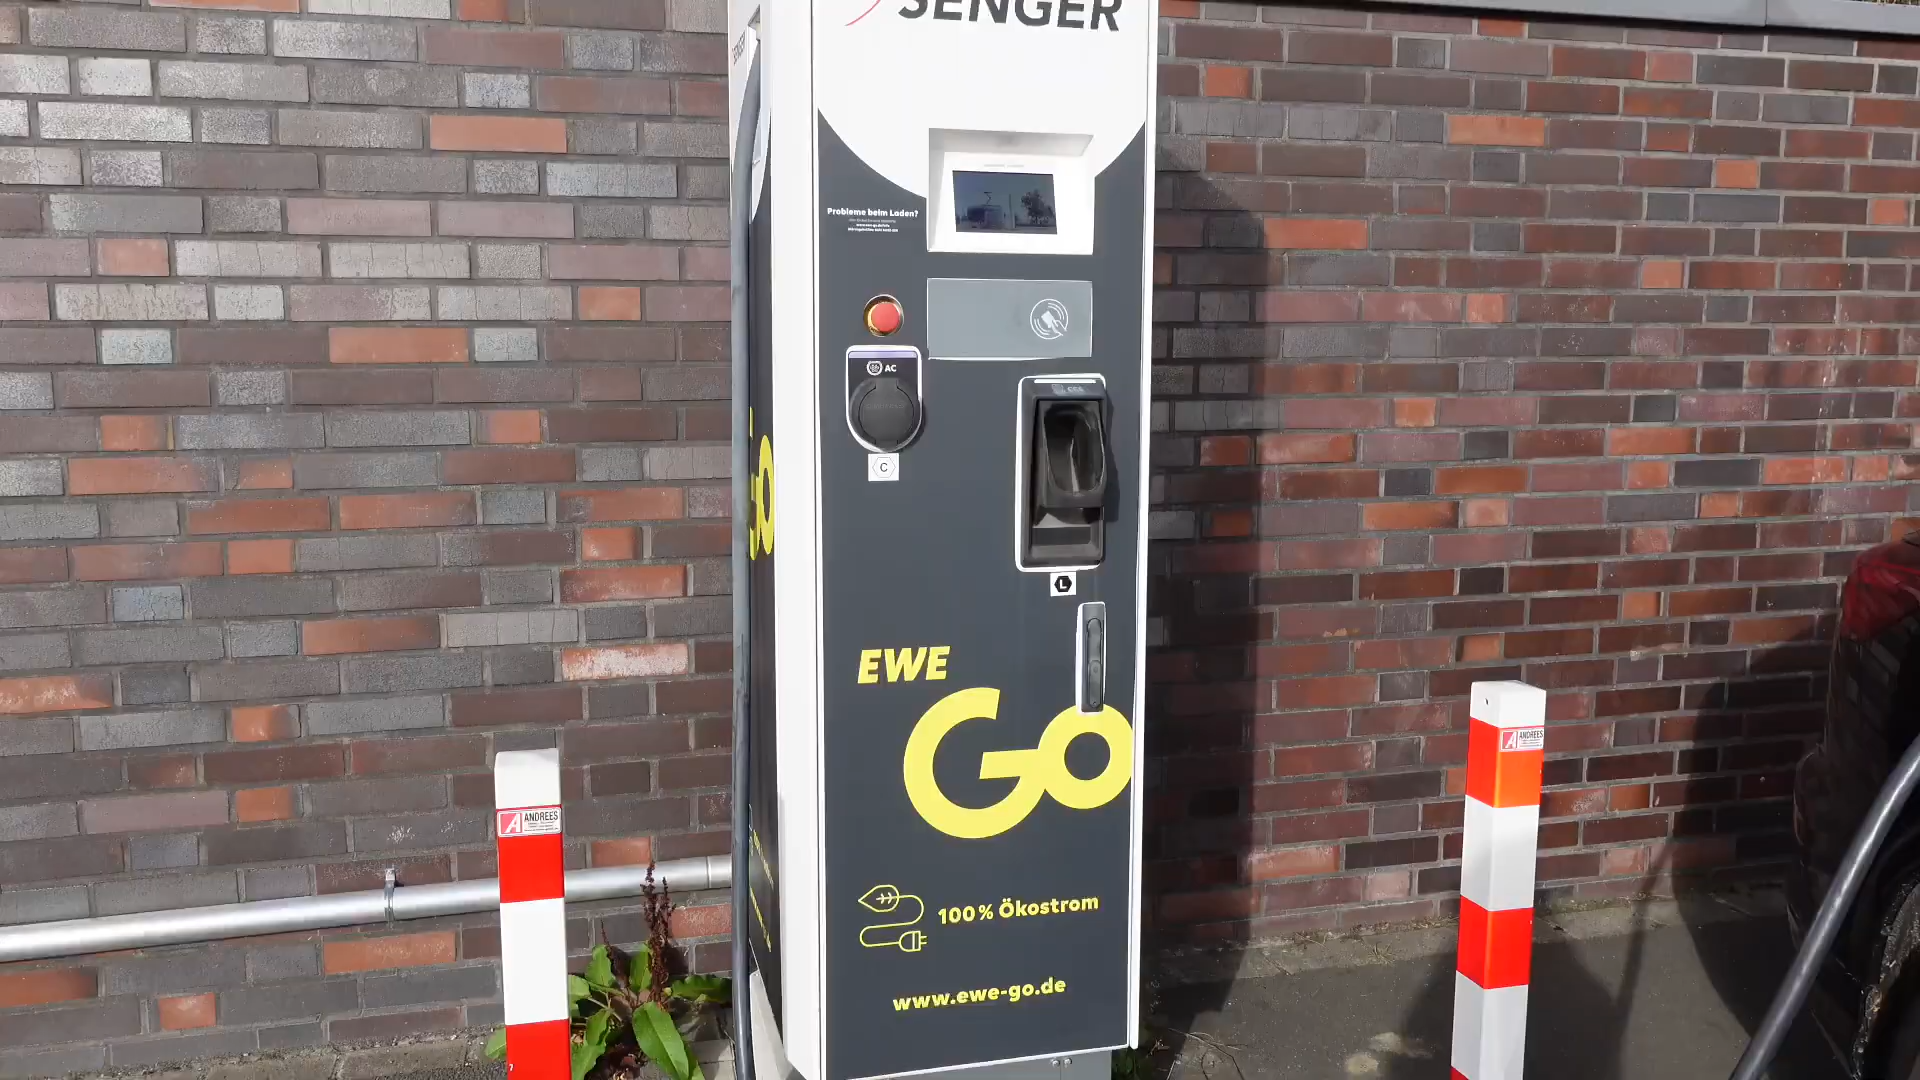 SENGER
Probleme beim Laden?
AC
CCS
C
L
EWE
Go
100% Ökostrom
www.ewe-go.de
ANDREES
ANDREES